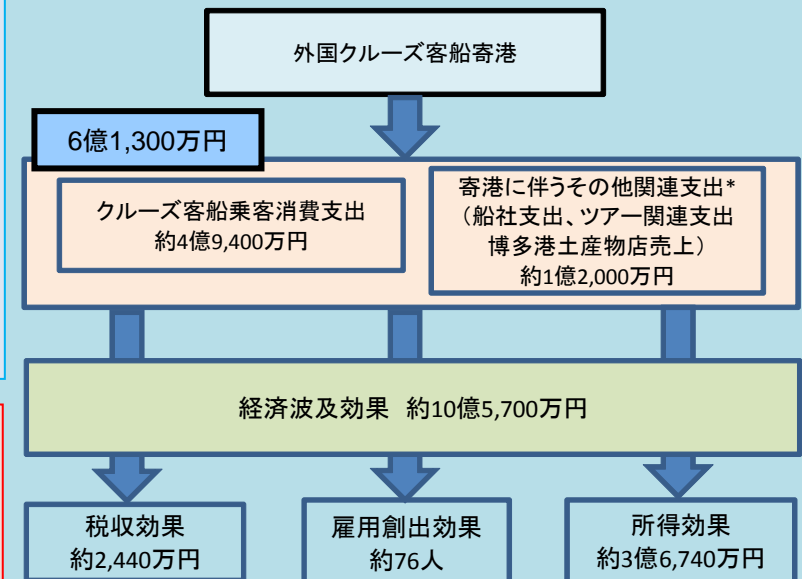 外国クルーズ客船寄港
6億1,300万円
クルーズ客船乗客消費支出
約4億9,400万円
寄港に伴うその他関連支出*
（船社支出、ツアー関連支出
博多港土産物店売上）
約1億2,000万円
経済波及効果 約10億5,700万円
税収効果
約2,440万円
雇用創出効果
約76人
所得効果
約3億6,740万円